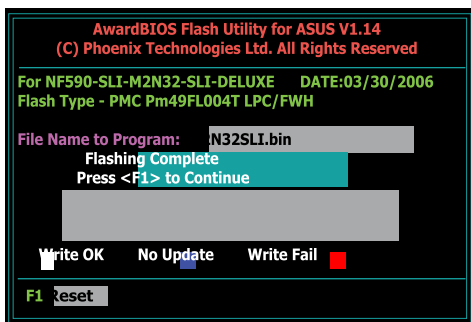 AwardBIOS Flash Utility for ASUS V1.14
(C) Phoenix Technologies Ltd. All Rights Reserved
For NF590-SLI-M2N32-SLI-DELUXE DATE:03/30/2006
Flash Type - PMC Pm49FL004T LPC/FWH
File Name to Program: N32SLI.bin
Flashing Complete
Press <F1> to Continue
Write OK No Update Write Fail
F1 Reset